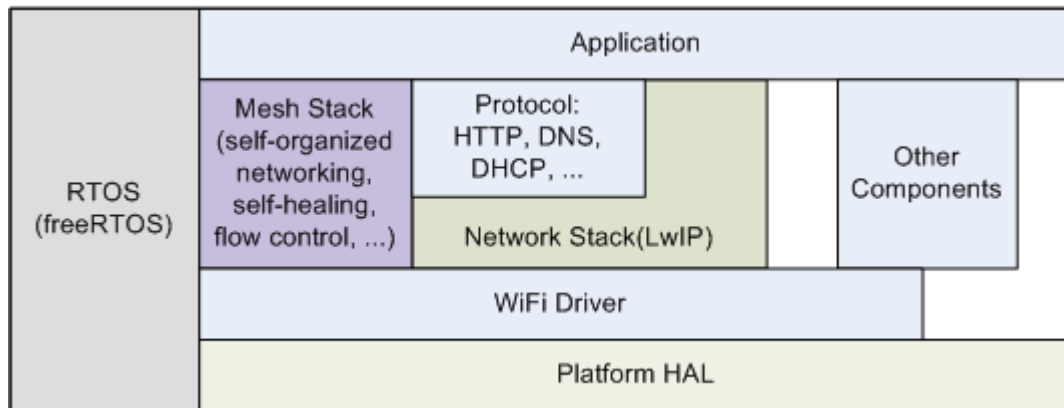 Application
RTOS
(freeRTOS)
Mesh Stack
(self-organized
networking,
self-healing,
flow control, ...)
Protocol:
HTTP, DNS,
DHCP, ...
Network Stack(LwIP)
Other
Components
WiFi Driver
Platform HAL